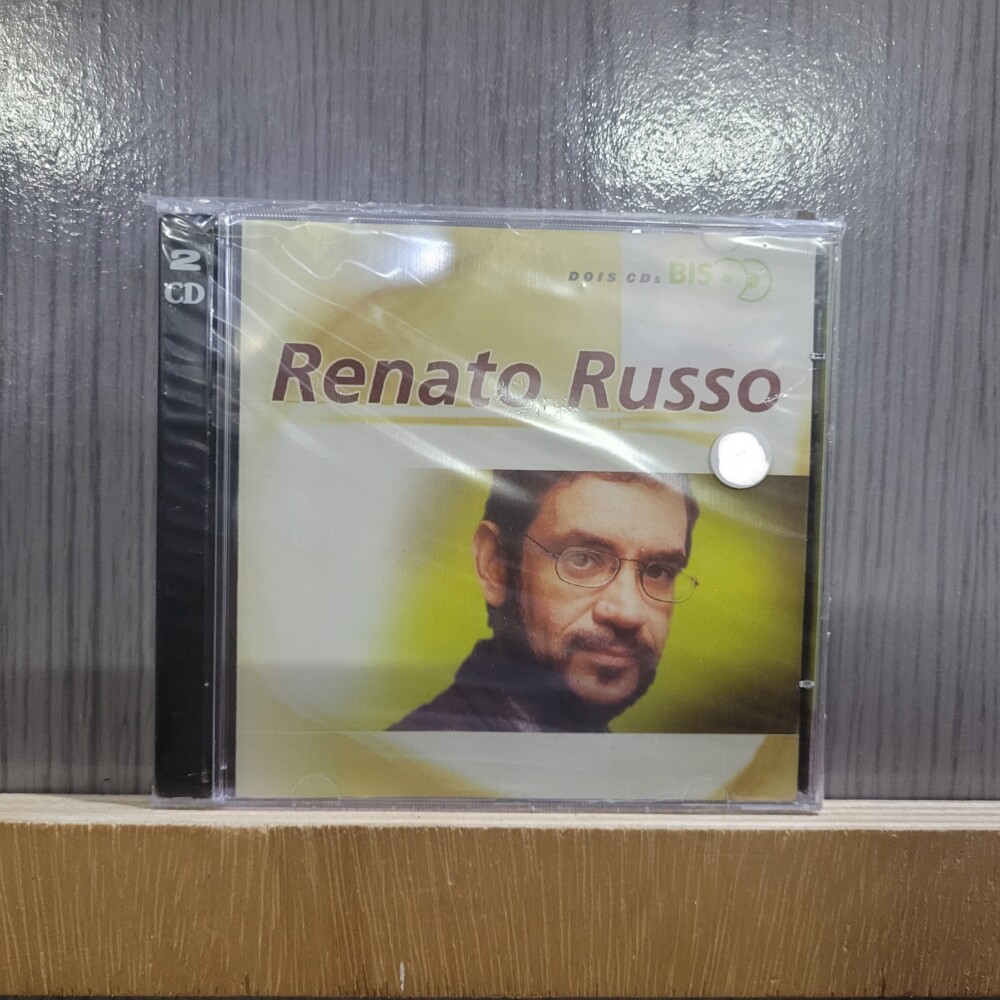 2
CD
DOIS CDs BIS
Renato Russo